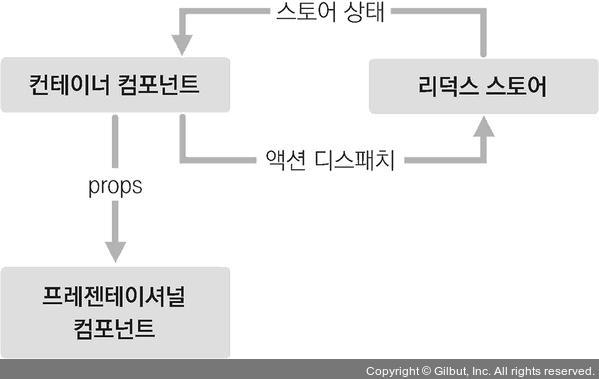 스토어 상태
컨테이너 컴포넌트
리덕스 스토어
액션 디스패치
props
프레젠테이셔널
컴포넌트
Copyright © Gilbut, Inc. All rights reserved.